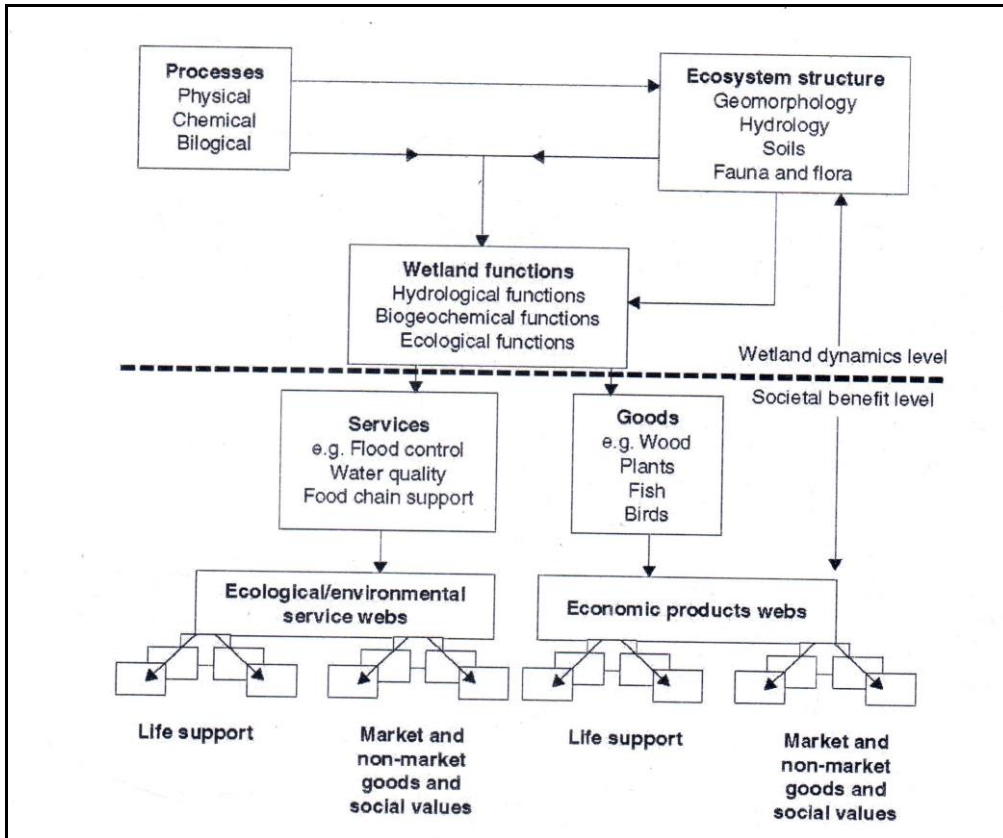 Processes
Physical
Chemical
Bilogical
Ecosystem structure
Geomorphology
Hydrology
Soils
Fauna and flora
Wetland functions
Hydrological functions
Biogeochemical functions
Ecological functions
Wetland dynamics level
Societal benefit level
Services
e.g. Flood control
Water quality
Food chain support
Goods
e.g. Wood
Plants
Fish
Birds
Ecological/environmental
service webs
Economic products webs
Life support
Market and
non-market
goods and
social values
Life support
Market and
non-market
goods and
social values